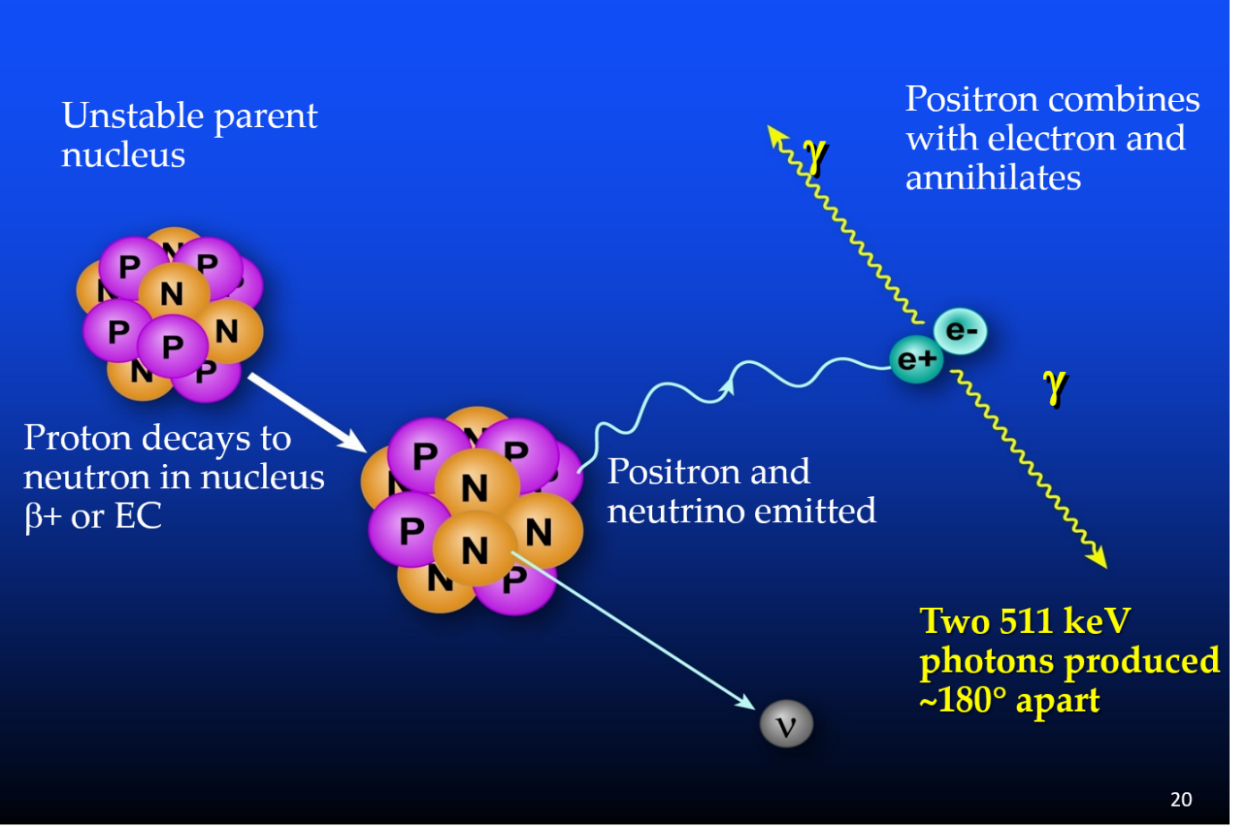 Unstable parent
nucleus
Positron combines
with electron and
annihilates
γ
N
P
P
N
N
P
P
N
P
N
P
e-
e+
γ
Proton decays to
neutron in nucleus
β+ or EC
N
P
P
N
N
P
P
N
N
N
P
Positron and
neutrino emitted
Two 511 keV
photons produced
~180° apart
ν
20